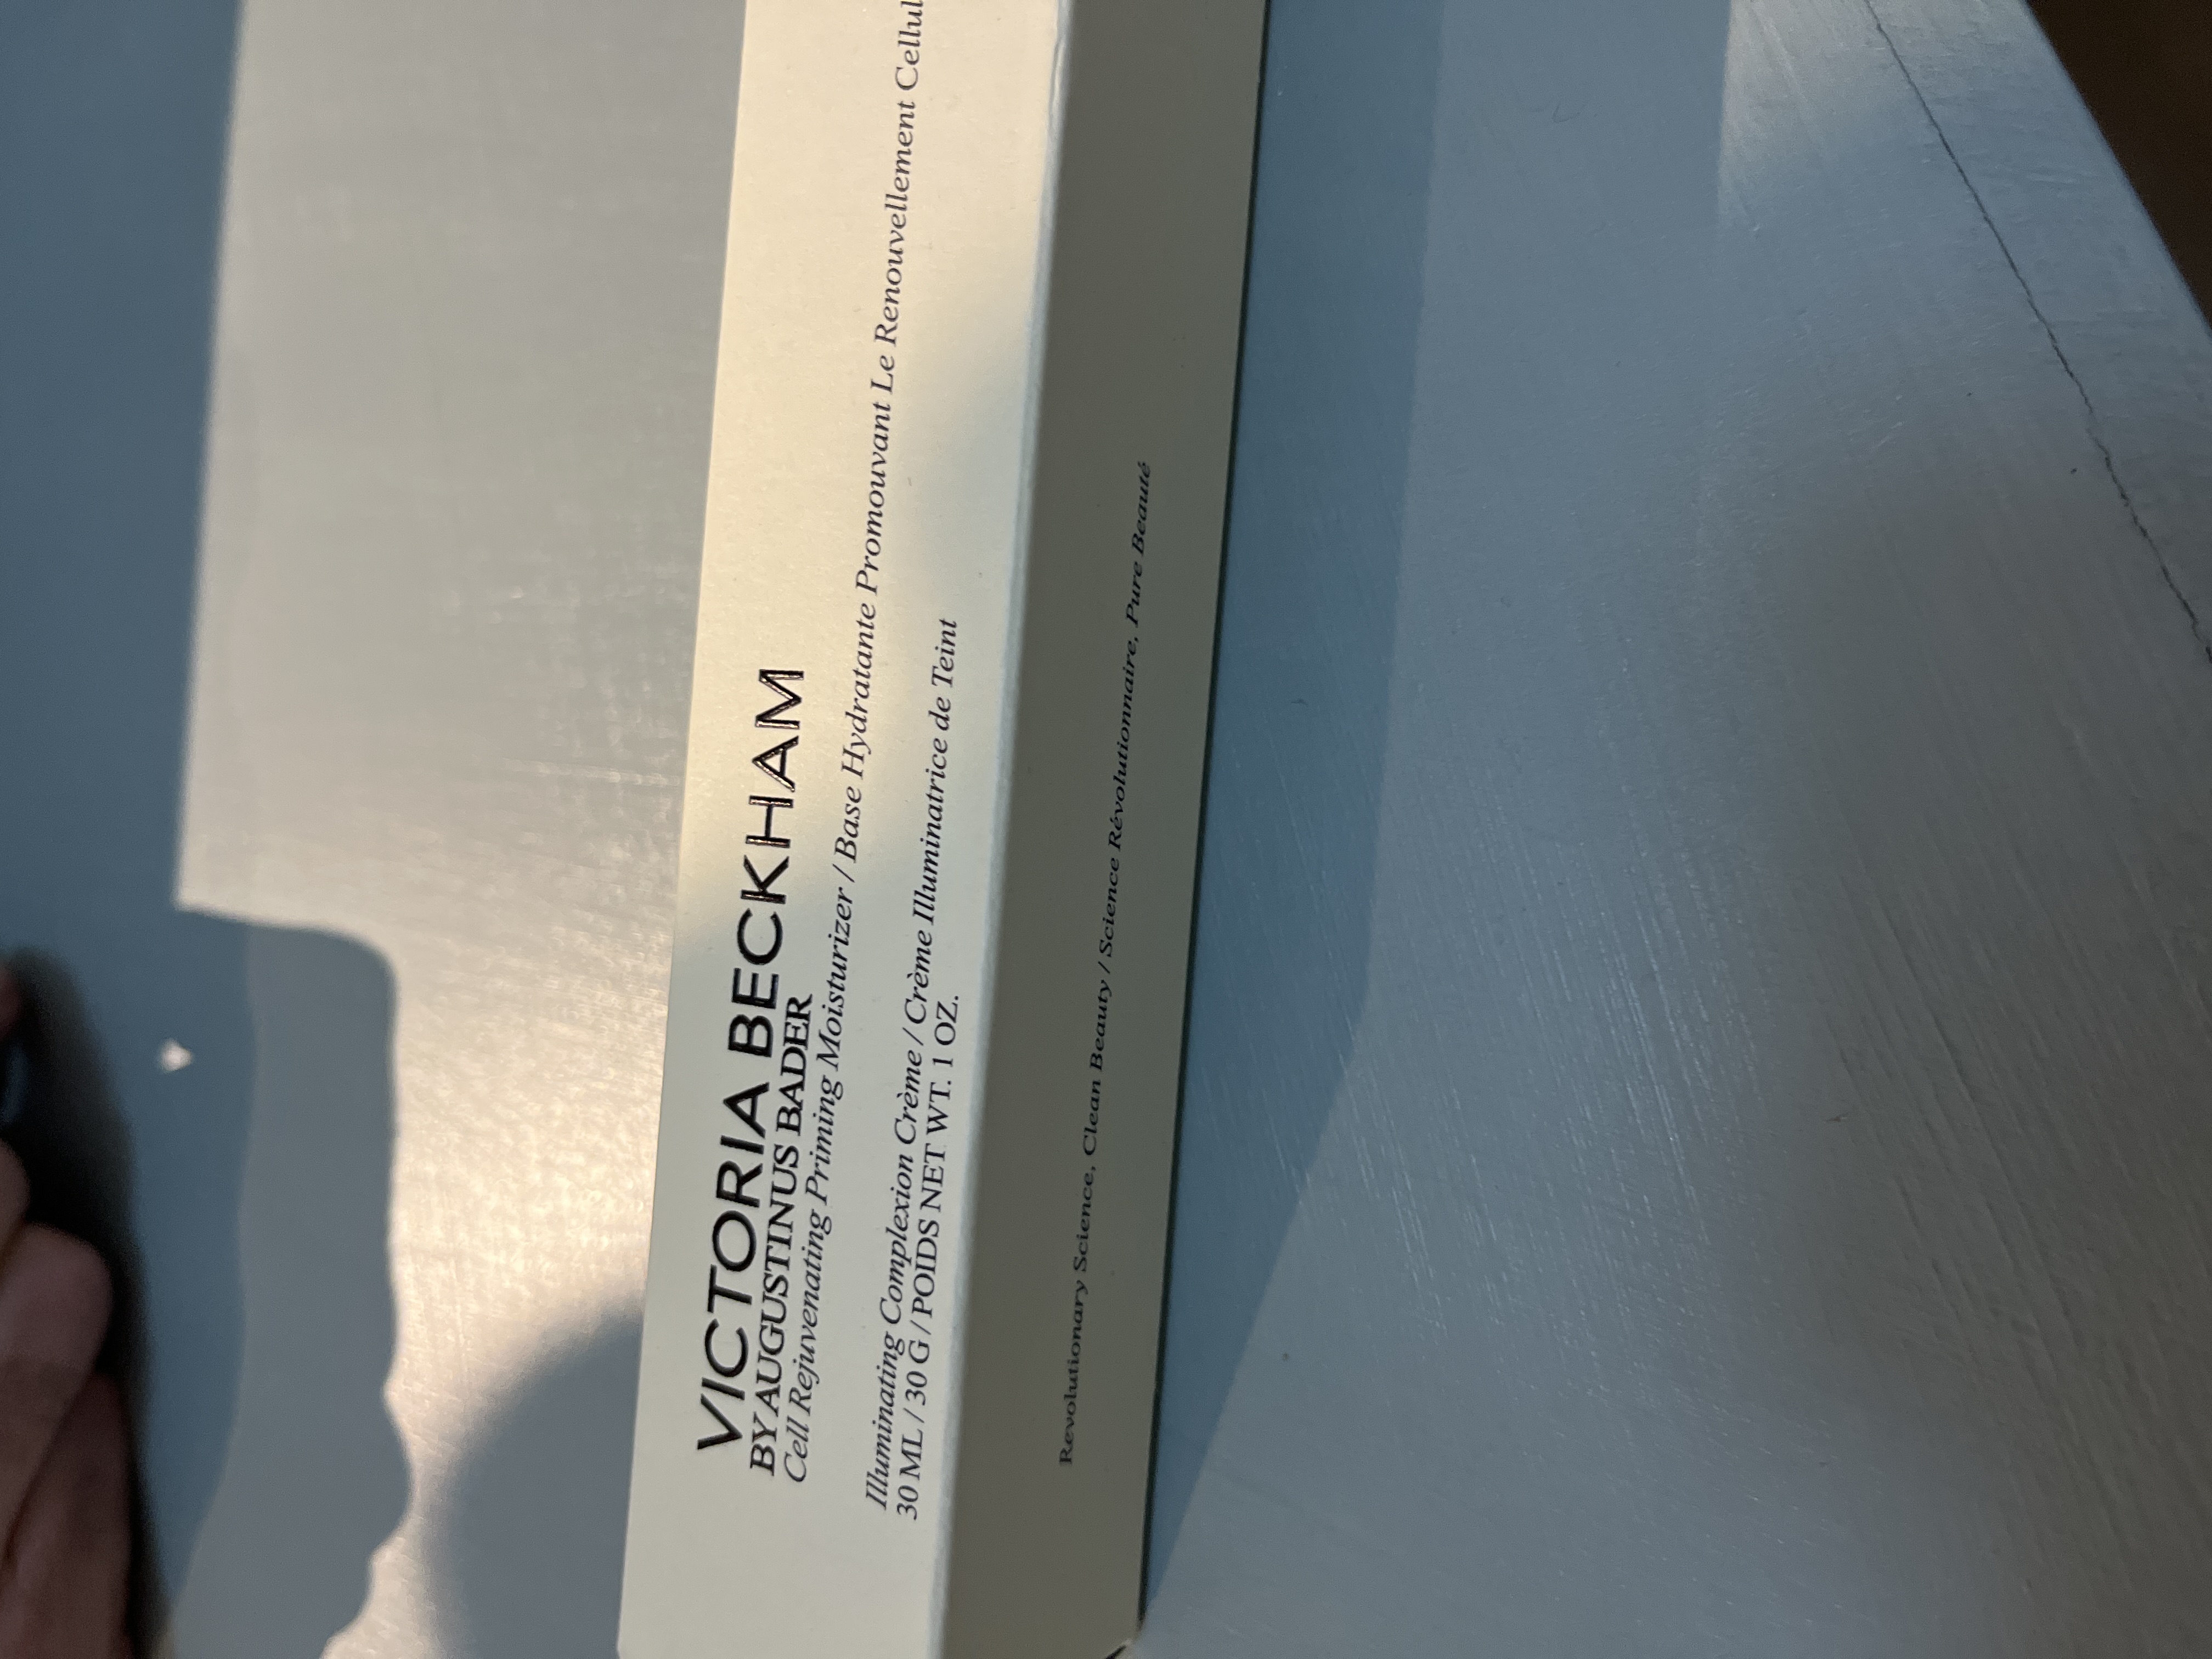 VICTORIA BECKHAM
BY AUGUSTINUS BADER
Cell Rejuvenating Priming Moisturizer / Base Hydratante Promouvant Le Renouvellement
Illuminating Complexion Crème / Crème Illuminatrice de Teint
30 ML / 30 G / POIDS NET WT. 1 OZ.
Revolutionary Science, Clean Beauty / Science Révolutionnaire, Pure Beauté